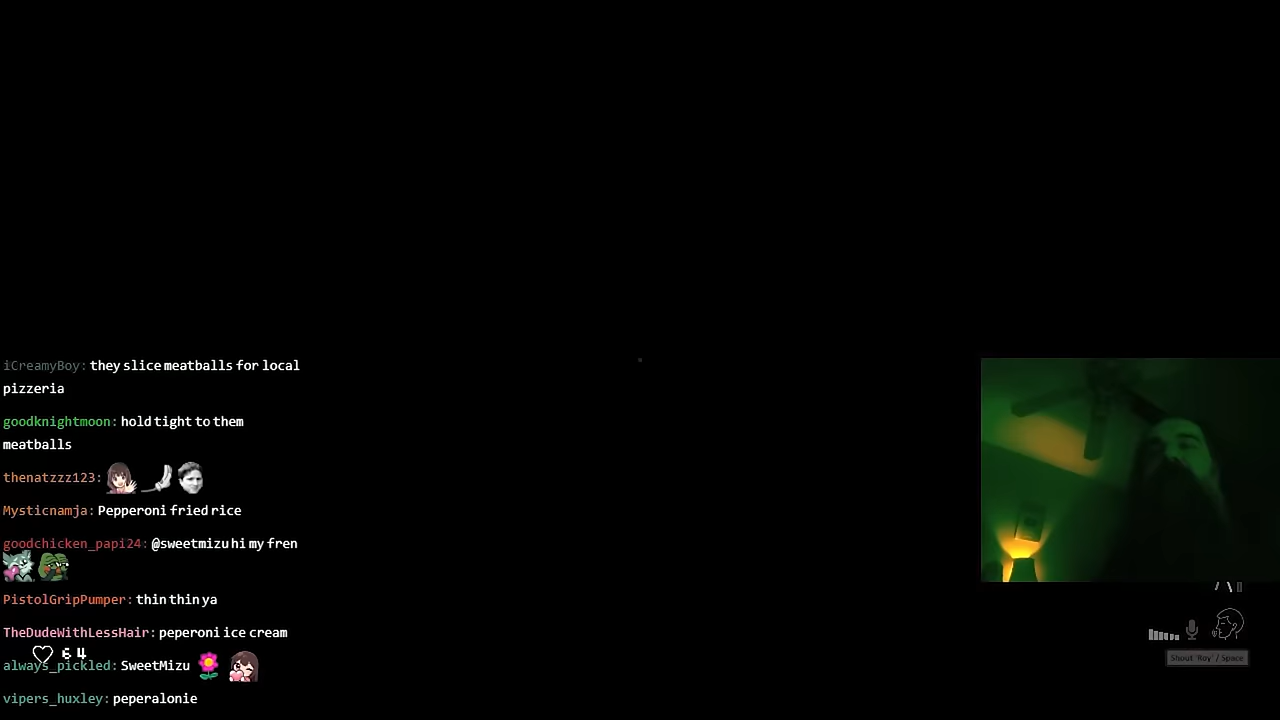 iCreamyBoy: they slice meatballs for local
pizzeria
goodknightmoon: hold tight to them
meatballs
thenatzzz123:
Mysticnamja: Pepperoni fried rice
goodchicken_papi24: @sweetmizu hi my fren
PistolGripPumper: thin thin ya
TheDudeWithLessHair: peperoni ice cream
64
always_pickled: SweetMizu
vipers_huxley: peperalonie
Shout "Roy" / Space